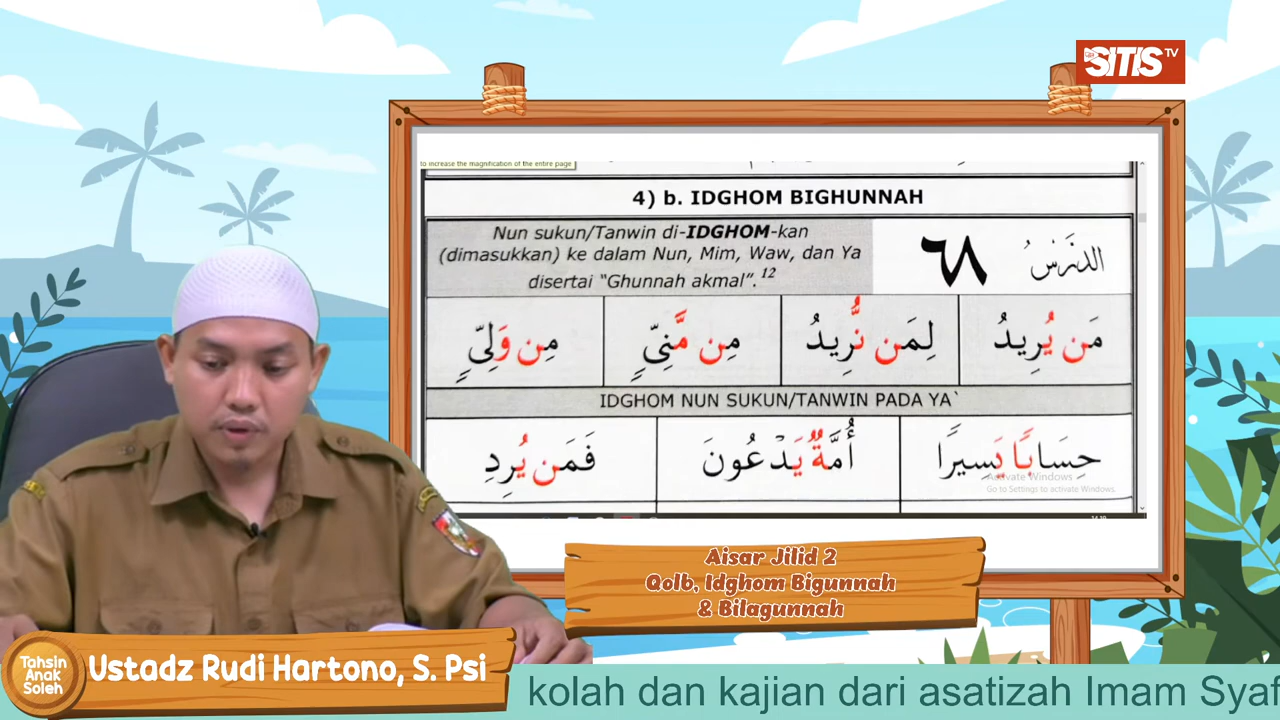 SITIS TV
to increase the magnification of the entire page
4) b. IDGHOM BIGHUNNAH
Nun sukun/Tanwin di-IDGHOM-kan
(dimasukkan) ke dalam Nun, Mim, Waw, dan Ya
disertai "Ghunnah akmal". 12
الدَّرْسُ ٦٨
مَن يُرِيدُ
لِمَن نُّرِيدُ
مِن مَّنِيٍّ
مِن وَلِيٍّ
IDGHOM NUN SUKUN/TANWIN PADA YA`
حِسَابًا يَسِيرًا
أُمَّةٌ يَدْعُونَ
فَمَن يُرِدِ
Activate Windows
Go to Settings to activate Windows.
Aisar Jilid 2
Qolb, Idghom Bigunnah
& Bilagunnah
Tahsin
Anak
Soleh
Ustadz Rudi Hartono, S. Psi
kolah dan kajian dari asatizah Imam Syaf